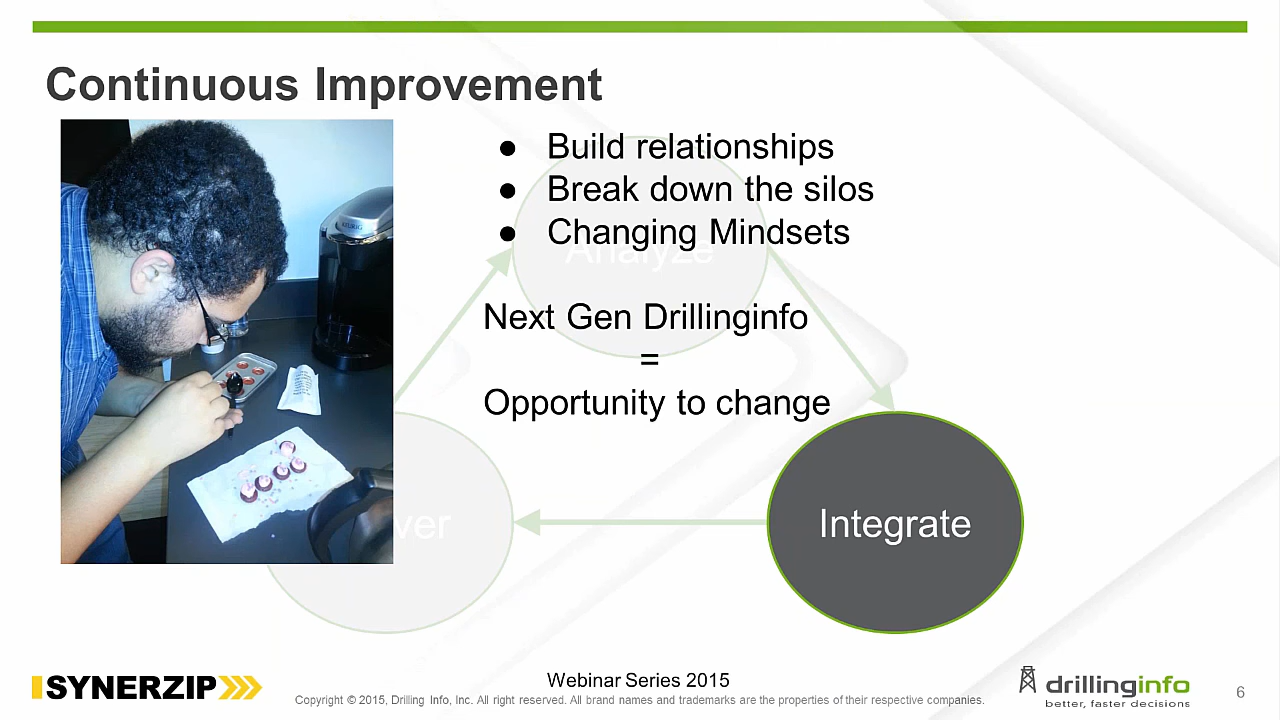 Continuous Improvement
● Build relationships
● Break down the silos
● Changing Mindsets
Analyze
Next Gen Drillinginfo
=
Opportunity to change
ver
Integrate
SYNERZIP
Webinar Series 2015
Copyright © 2015, Drilling Info, Inc. All right reserved. All brand names and trademarks are the properties of their respective companies.
drillinginfo
better, faster decisions
6